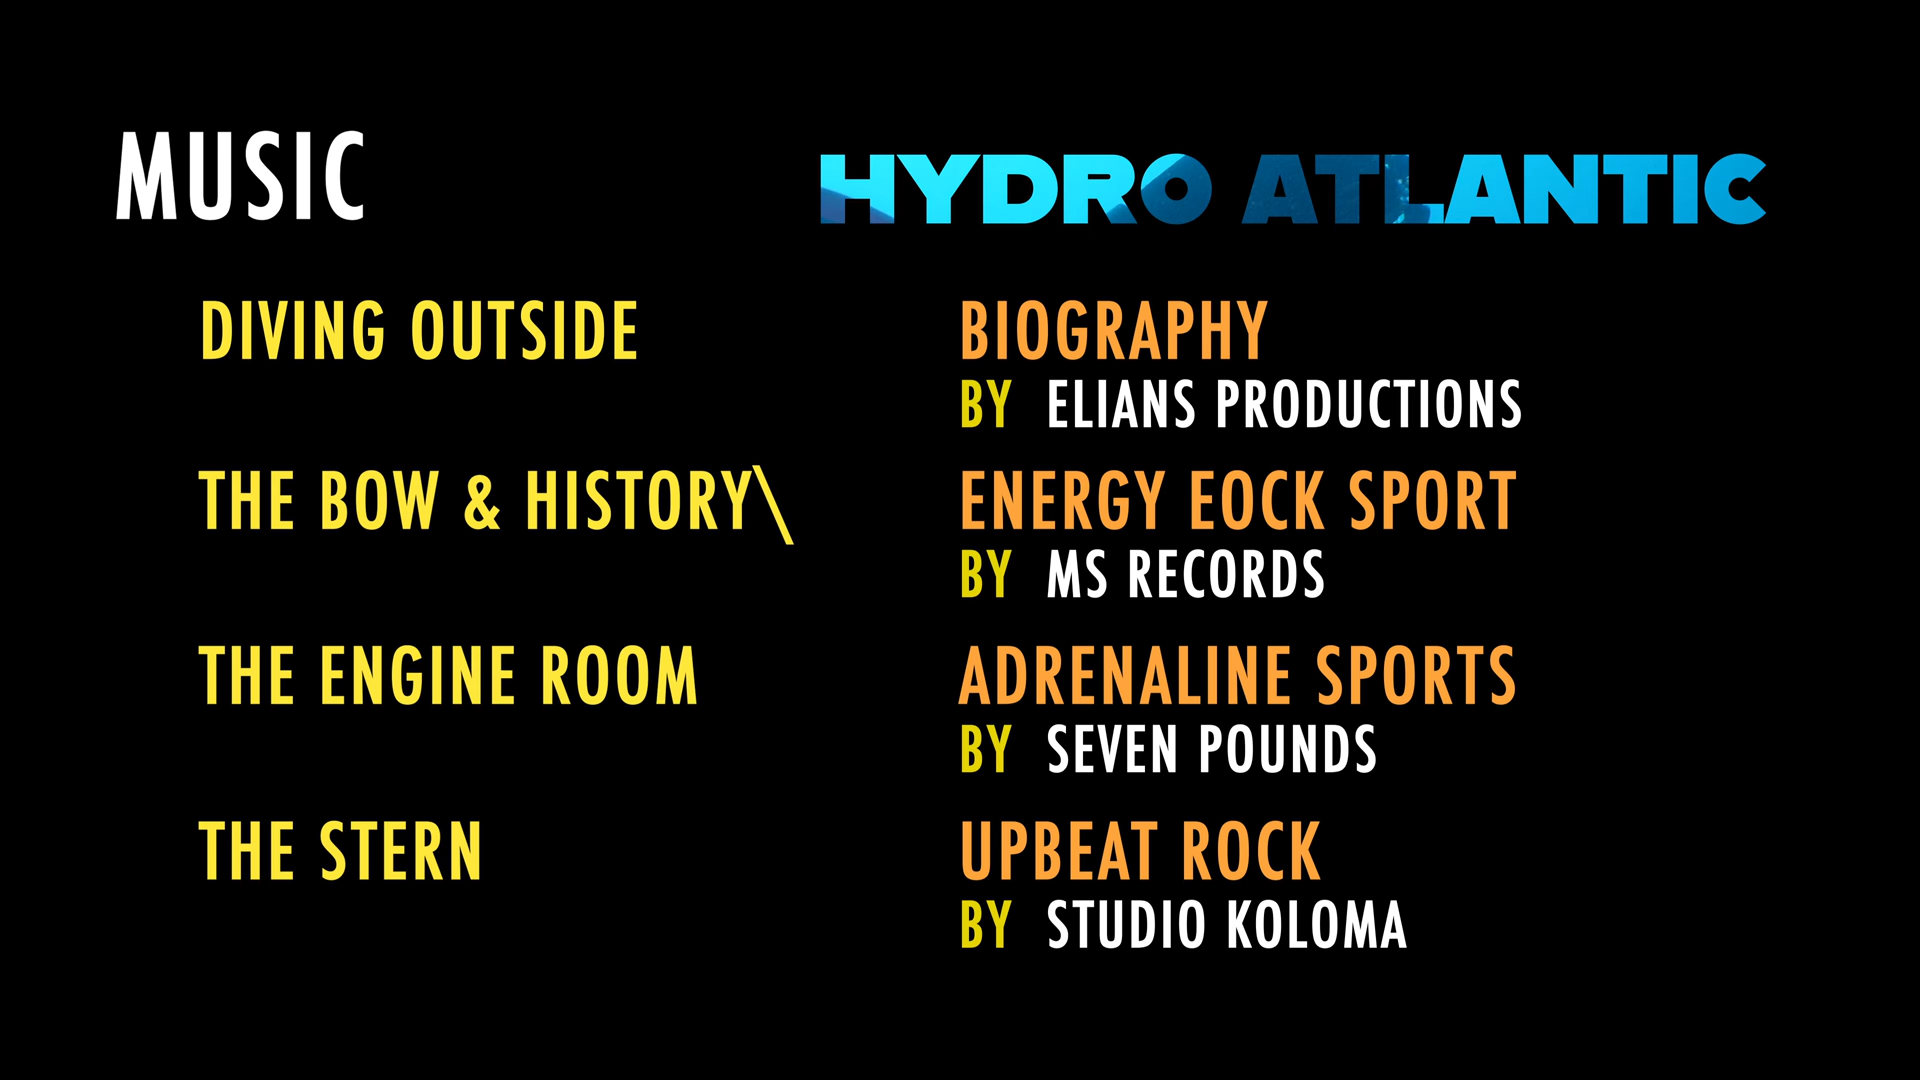 MUSIC
HYDRO ATLANTIC
DIVING OUTSIDE
BIOGRAPHY
BY ELIANS PRODUCTIONS
THE BOW & HISTORY\
ENERGY EOCK SPORT
BY MS RECORDS
THE ENGINE ROOM
ADRENALINE SPORTS
BY SEVEN POUNDS
THE STERN
UPBEAT ROCK
BY STUDIO KOLOMA